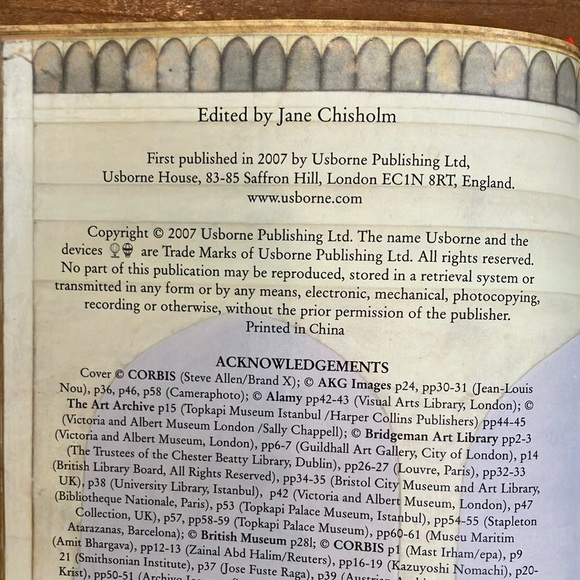 Edited by Jane Chisholm
First published in 2007 by Usborne Publishing Ltd,
Usborne House, 83-85 Saffron Hill, London EC1N 8RT, England.
www.usborne.com
Copyright © 2007 Usborne Publishing Ltd. The name Usborne and the
devices are Trade Marks of Usborne Publishing Ltd. All rights reserved.
No part of this publication may be reproduced, stored in a retrieval system or
transmitted in any form or by any means, electronic, mechanical, photocopying,
recording or otherwise, without the prior permission of the publisher.
Printed in China
ACKNOWLEDGEMENTS
Cover © CORBIS (Steve Allen/Brand X); © AKG Images p24, pp30-31 (Jean-Louis
Nou), p36, p46, p58 (Cameraphoto); © Alamy pp42-43 (Visual Arts Library, London); ©
The Art Archive p15 (Topkapi Museum Istanbul /Harper Collins Publishers) pp44-45
(Victoria and Albert Museum London /Sally Chappell); © Bridgeman Art Library pp2-3
(Victoria and Albert Museum, London), pp6-7 (Guildhall Art Gallery, City of London), p14
(The Trustees of the Chester Beatty Library, Dublin), pp26-27 (Louvre, Paris), pp32-33
(British Library Board, All Rights Reserved), pp34-35 (Bristol City Museum and Art Library,
UK), p38 (University Library, Istanbul), p42 (Victoria and Albert Museum, London), p47
(Bibliotheque Nationale, Paris), p53 (Topkapi Palace Museum, Istanbul), pp54-55 (Stapleton
Collection, UK), p57, pp58-59 (Topkapi Palace Museum), pp60-61 (Museu Maritim
Atarazanas, Barcelona); © British Museum p28l; © CORBIS p1 (Mast Irham/epa), p9
(Amit Bhargava), pp12-13 (Zainal Abd Halim/Reuters), pp16-19 (Kazuyoshi Nomachi), p20-
21 (Smithsonian Institute), p37 (Jose Fuste Raga), p39
Krist), pp50-51